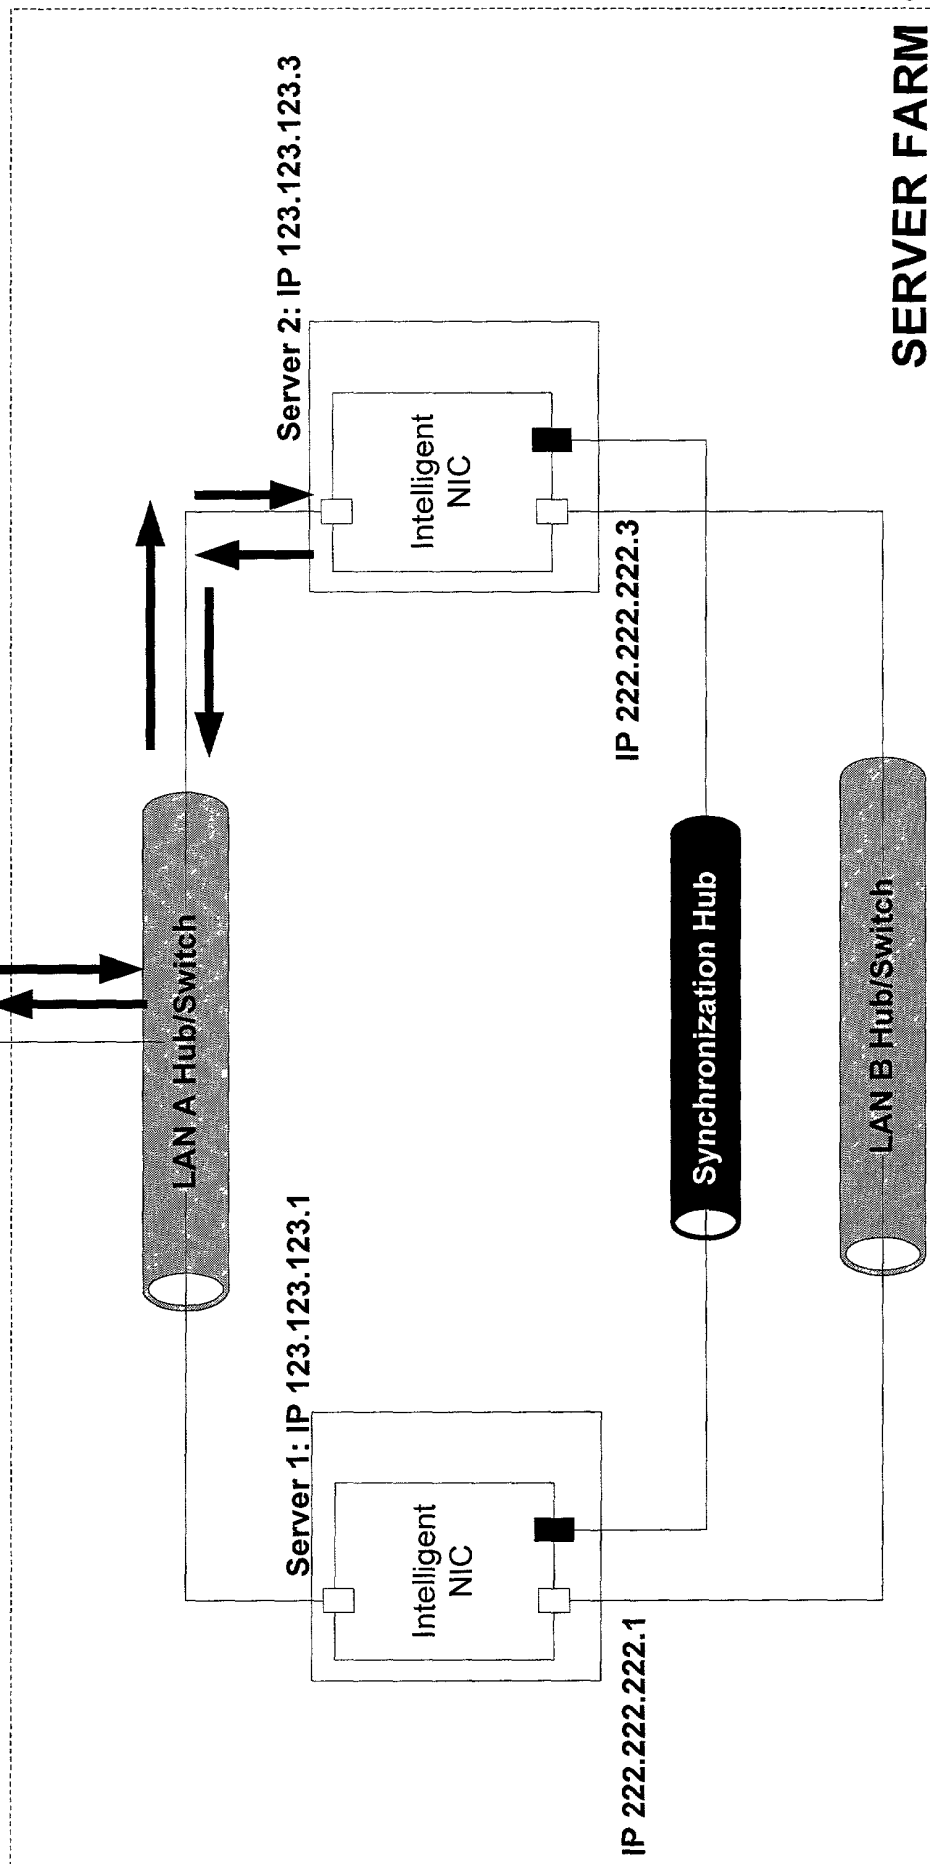 LAN A Hub/Switch
Server 1: IP 123.123.123.1
Server 2: IP 123.123.123.3
Intelligent
NIC
Intelligent
NIC
IP 222.222.222.1
IP 222.222.222.3
Synchronization Hub
LAN B Hub/Switch
SERVER FARM